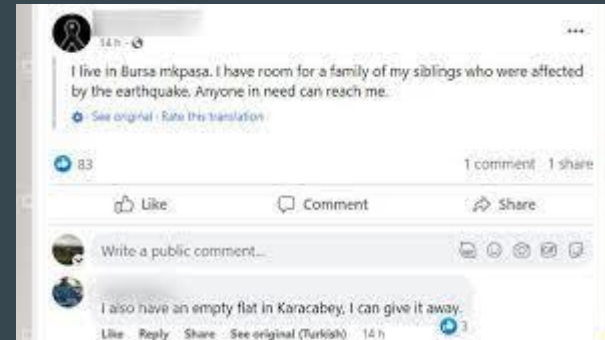 14 h ·
I live in Bursa mkpasa. I have room for a family of my siblings who were affected
by the earthquake. Anyone in need can reach me.
See original · Rate this translation
83
1 comment 1 share
Like Comment Share
Write a public comment...
GIF
I also have an empty flat in Karacabey, I can give it away.
3
Like Reply Share See original (Turkish) 14 h